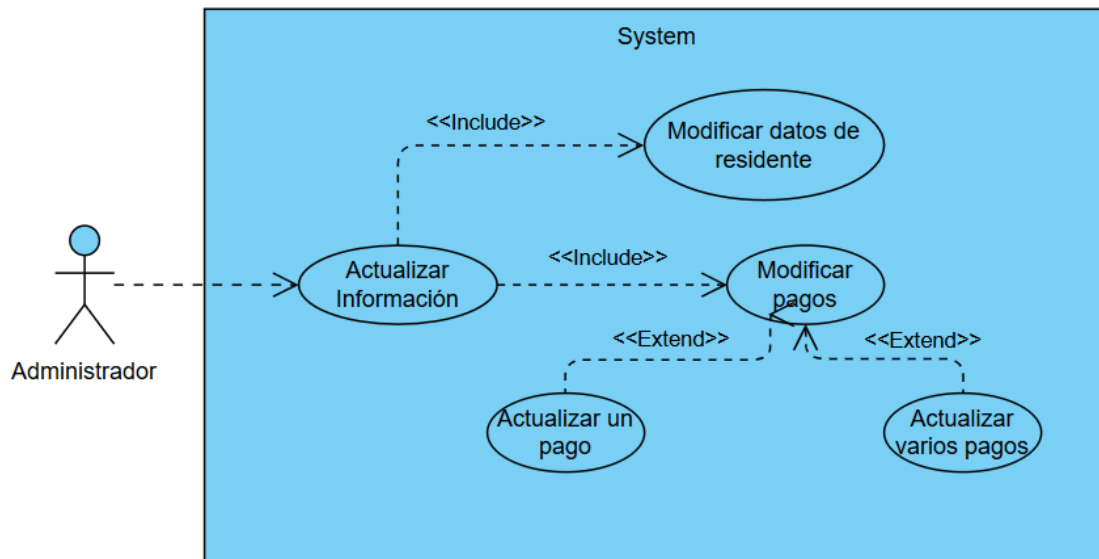 System
<<Include>>
Modificar datos de
residente
Actualizar
Información
<<Include>>
Modificar
pagos
<<Extend>>
<<Extend>>
Administrador
Actualizar un
pago
Actualizar
varios pagos